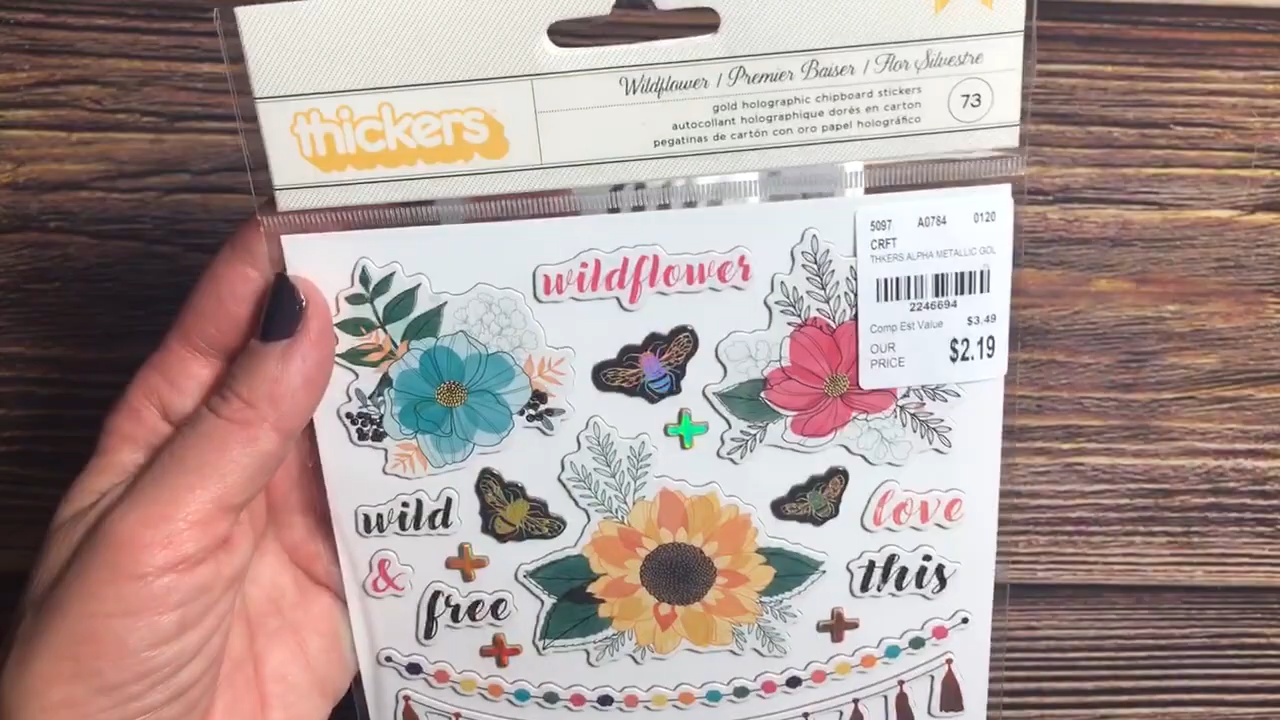 thickers
Wildflower / Premier Baiser / Flor Silvestre
gold holographic chipboard stickers
autocollant holographique dorés en carton
pegatinas de cartón con oro papel holográfico
73
5097 A0784 0120
CRFT
THKERS ALPHA METALLIC GOL
2246694
Comp Est Value $3.49
OUR PRICE $2.19
wildflower
wild
&
free
love
this